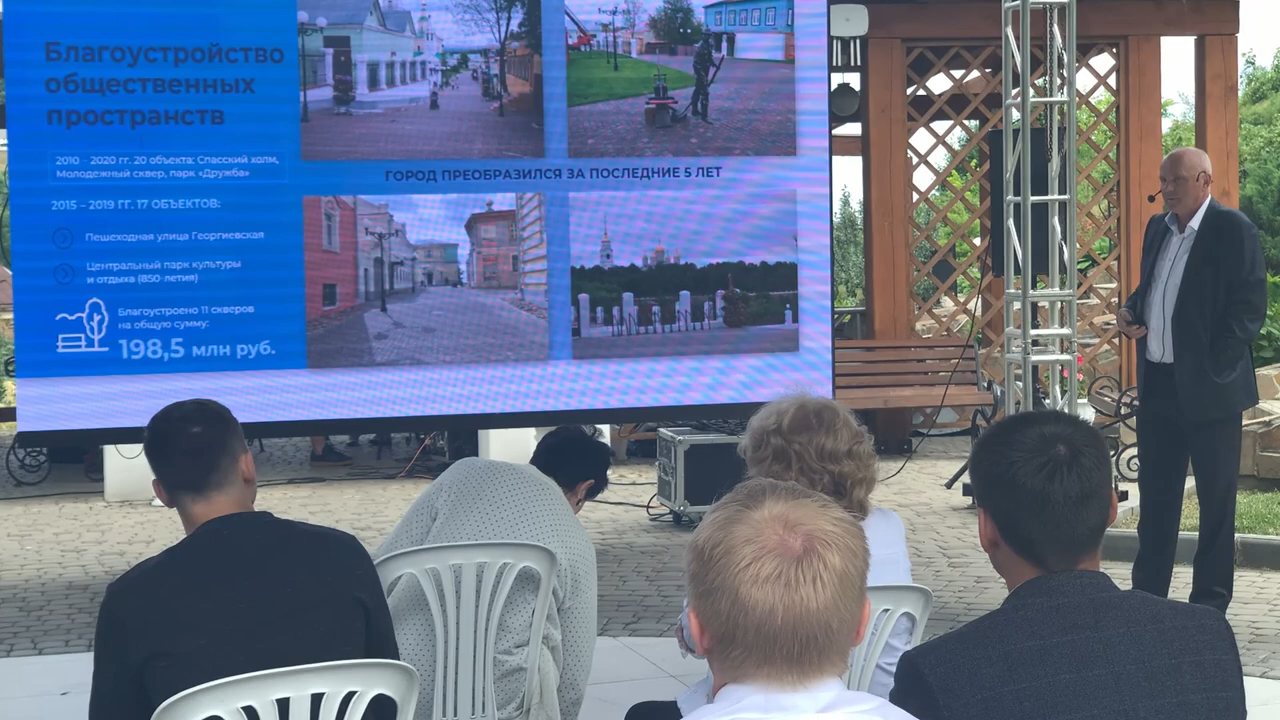 Благоустройство
общественных
пространств
2010 - 2020 гг. 20 объекта: Спасский холм,
Молодежный сквер, парк «Дружба»
2015 – 2019 ГГ. 17 ОБЪЕКТОВ:
Пешеходная улица Георгиевская
Центральный парк культуры
и отдыха (850-летия)
Благоустроено 11 скверов
на общую сумму:
198,5 млн руб.
ГОРОД ПРЕОБРАЗИЛСЯ ЗА ПОСЛЕДНИЕ 5 ЛЕТ